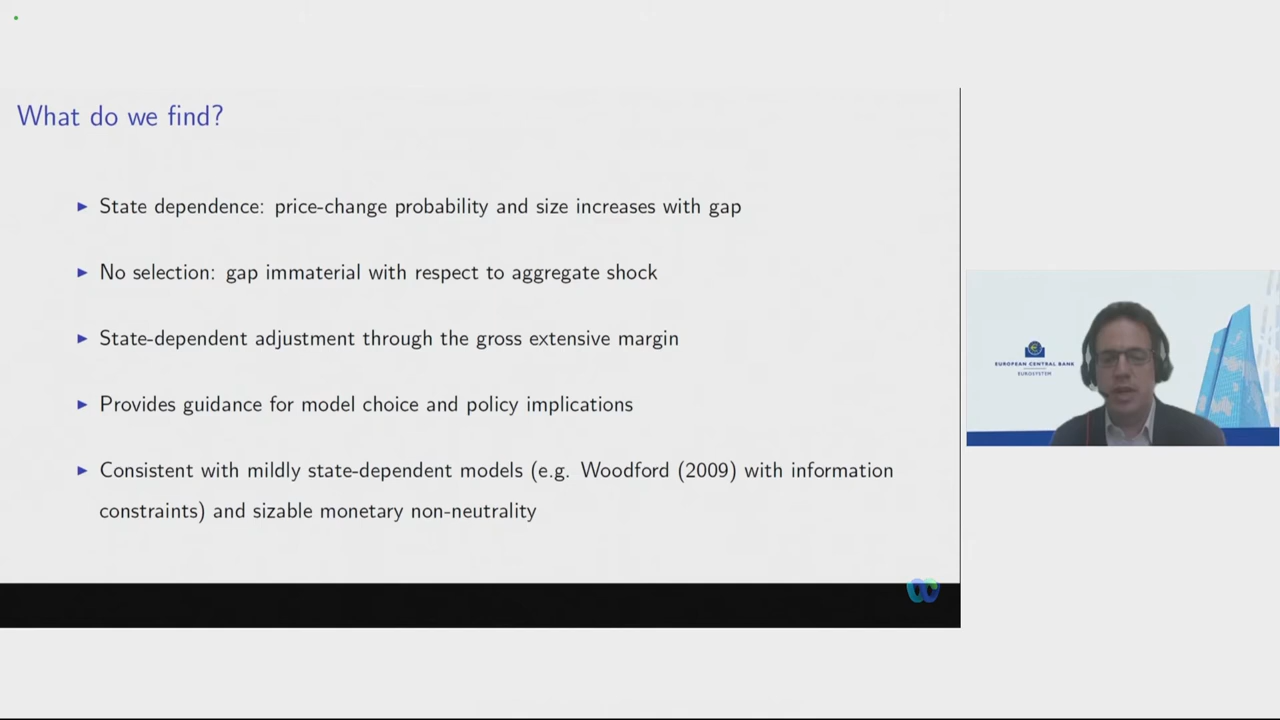 What do we find?
▶ State dependence: price-change probability and size increases with gap
▶ No selection: gap immaterial with respect to aggregate shock
▶ State-dependent adjustment through the gross extensive margin
▶ Provides guidance for model choice and policy implications
▶ Consistent with mildly state-dependent models (e.g. Woodford (2009) with information
constraints) and sizable monetary non-neutrality
EUROPEAN CENTRAL BANK
EUROSYSTEM